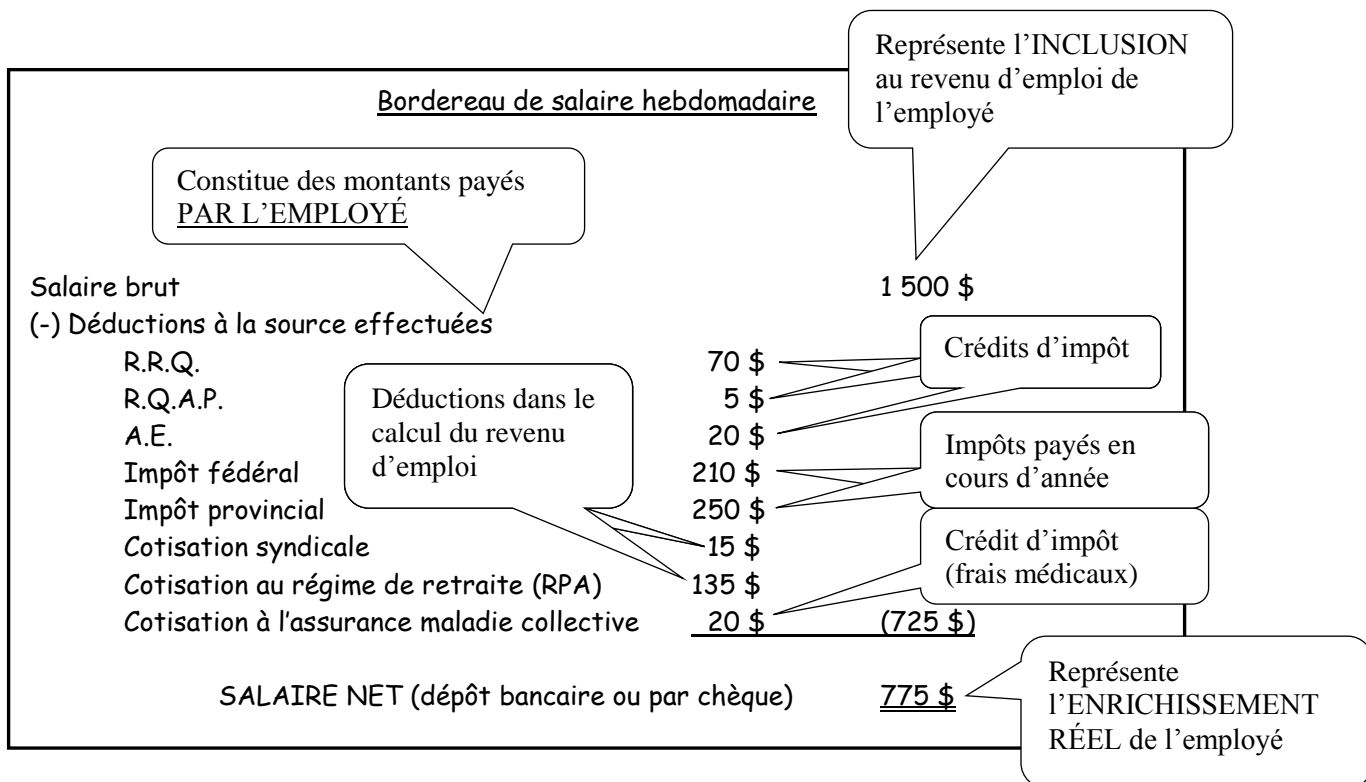 Représente l’INCLUSION
au revenu d’emploi de
l’employé
Bordereau de salaire hebdomadaire
Constitue des montants payés
PAR L’EMPLOYÉ
Salaire brut 1 500 $
(-) Déductions à la source effectuées
R.R.Q. 70 $
R.Q.A.P. 5 $
A.E. 20 $
Crédits d’impôt
Déductions dans le
calcul du revenu
d’emploi
Impôt fédéral 210 $
Impôt provincial 250 $
Impôts payés en
cours d’année
Cotisation syndicale 15 $
Cotisation au régime de retraite (RPA) 135 $
Cotisation à l’assurance maladie collective 20 $ (725 $)
Crédit d’impôt
(frais médicaux)
SALAIRE NET (dépôt bancaire ou par chèque) 775 $
Représente
l’ENRICHISSEMENT
RÉEL de l’employé